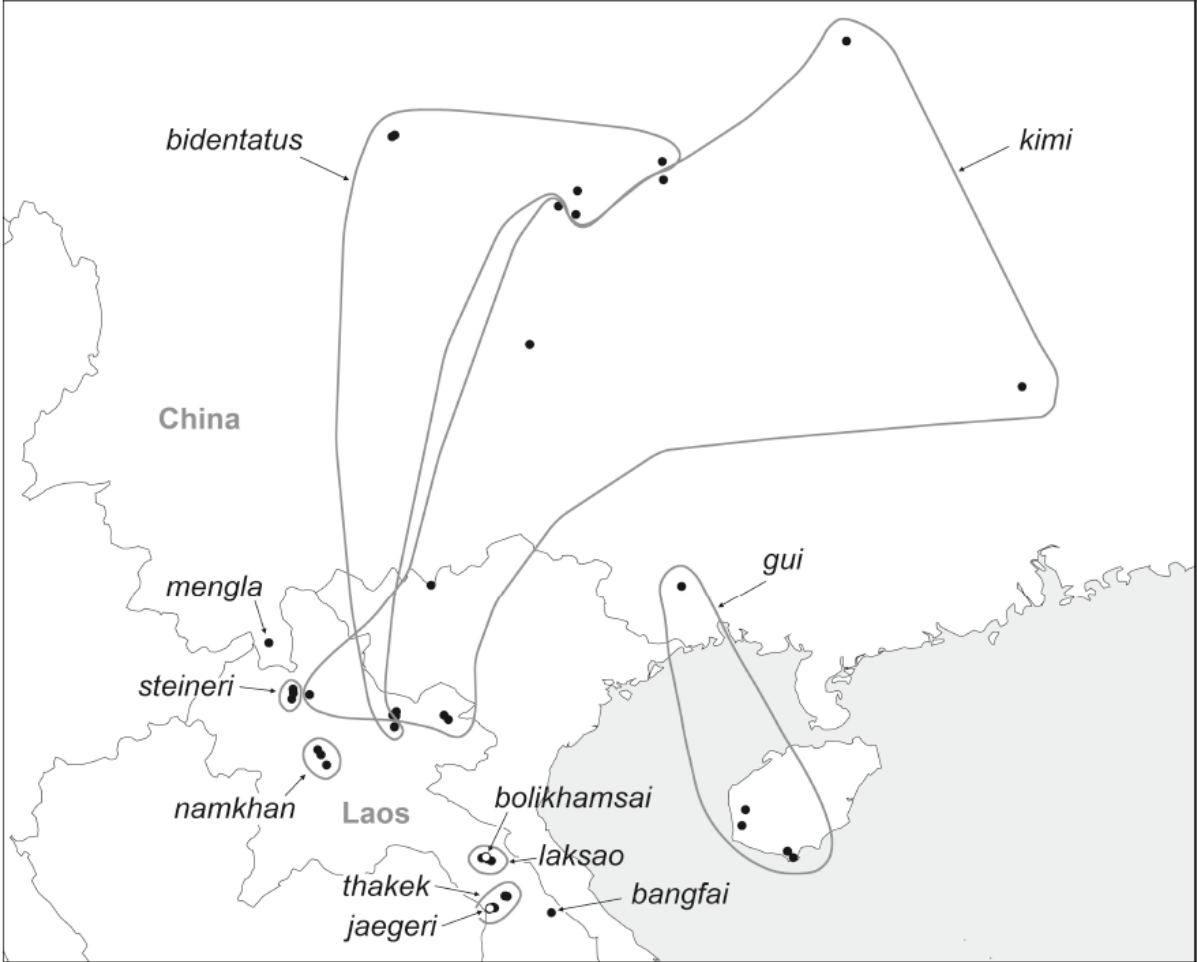 bidentatus
kimi
China
gui
mengla
steineri
namkhan
Laos
bolikhamsai
laksao
thakek
bangfai
jaegeri